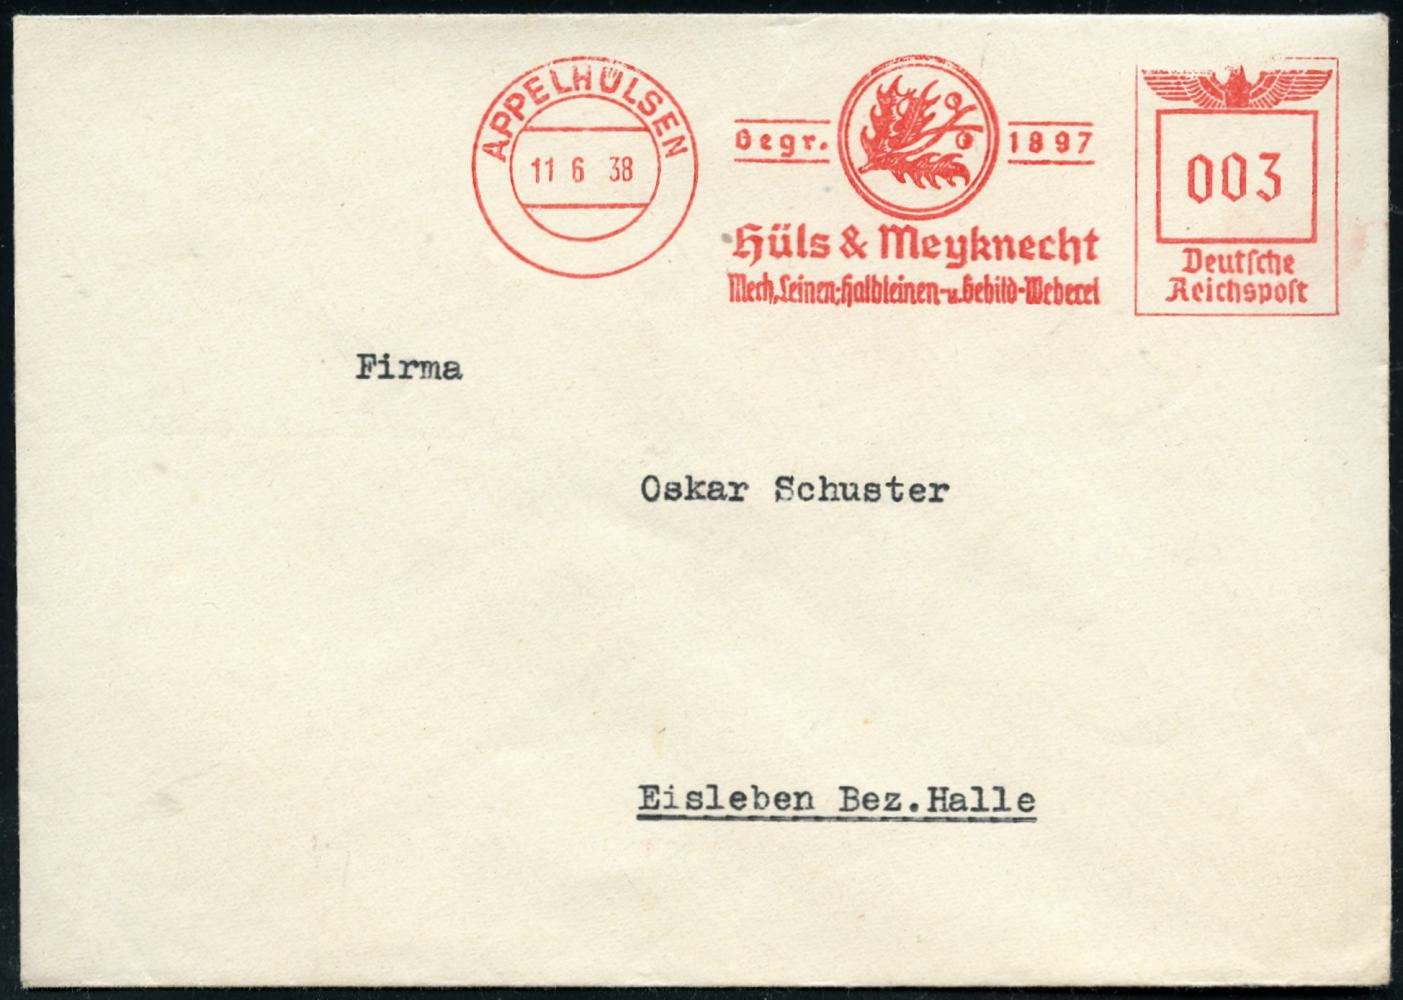 APPELHÜLSEN
11 6 38
Gegr. 1897
Hüls & Meyknecht
Mech. Leinen-, Halbleinen- u. Gebild-Weberei
003
Deutsche
Reichspost
Firma
Oskar Schuster
Eisleben Bez.Halle